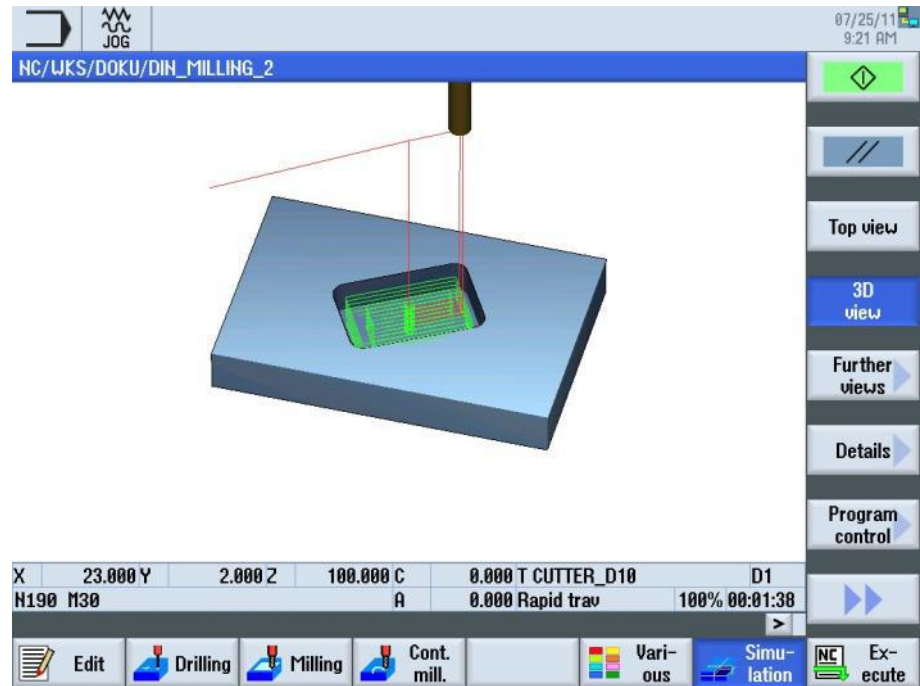 JOG
07/25/11
9:21 AM
NC/WKS/DOKU/DIN_MILLING_2
Top view
3D
view
Further
views
Details
Program
control
X 23.000 Y 2.000 Z 100.000 C 0.000 T CUTTER_D10 D1
N190 M30 A 0.000 Rapid trav 100% 00:01:38
>
Edit
Drilling
Milling
Cont.
mill.
Vari-
ous
Simu-
lation
NC
Ex-
ecute